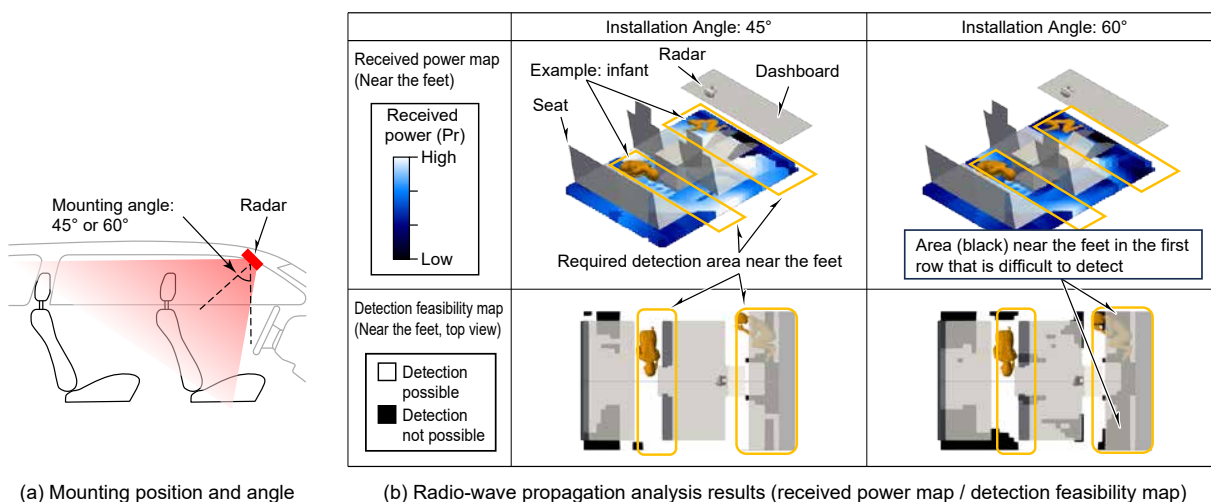 Installation Angle: 45°
Installation Angle: 60°
Received power map
(Near the feet)
Received
power (Pr)
High
Low
Radar
Example: infant
Dashboard
Seat
Mounting angle:
45° or 60°
Radar
Required detection area near the feet
Area (black) near the feet in the first
row that is difficult to detect
Detection feasibility map
(Near the feet, top view)
Detection
possible
Detection
not possible
(a) Mounting position and angle
(b) Radio-wave propagation analysis results (received power map / detection feasibility map)